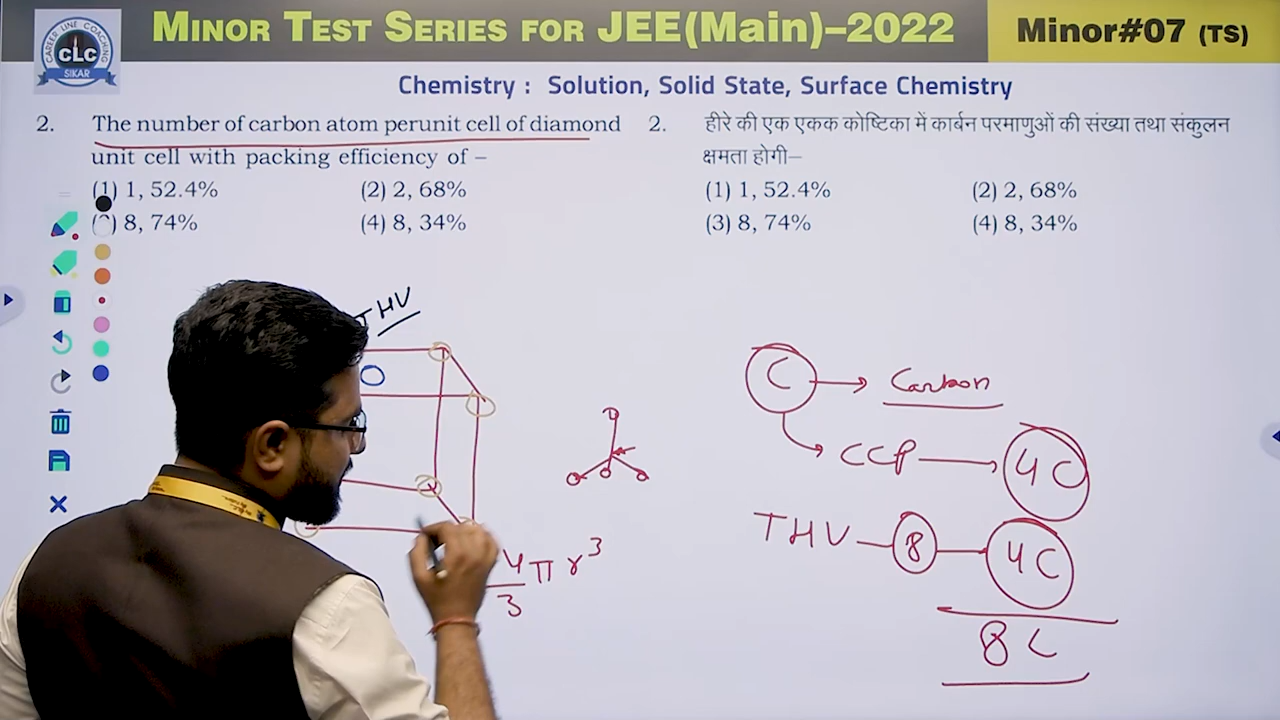 MINOR TEST SERIES FOR JEE(MAIN)–2022
Minor#07 (TS)
CAREER LINE COACHING
CLC
SIKAR
Chemistry : Solution, Solid State, Surface Chemistry
2. The number of carbon atom perunit cell of diamond
unit cell with packing efficiency of –
(1) 1, 52.4% (2) 2, 68%
) 8, 74% (4) 8, 34%
2. हीरे की एक एकक कोष्टिका में कार्बन परमाणुओं की संख्या तथा संकुलन
क्षमता होगी–
(1) 1, 52.4% (2) 2, 68%
(3) 8, 74% (4) 8, 34%
THV
4/3 π r³
C → Carbon
CCP → 4C
THV – 8 – 4C
8C